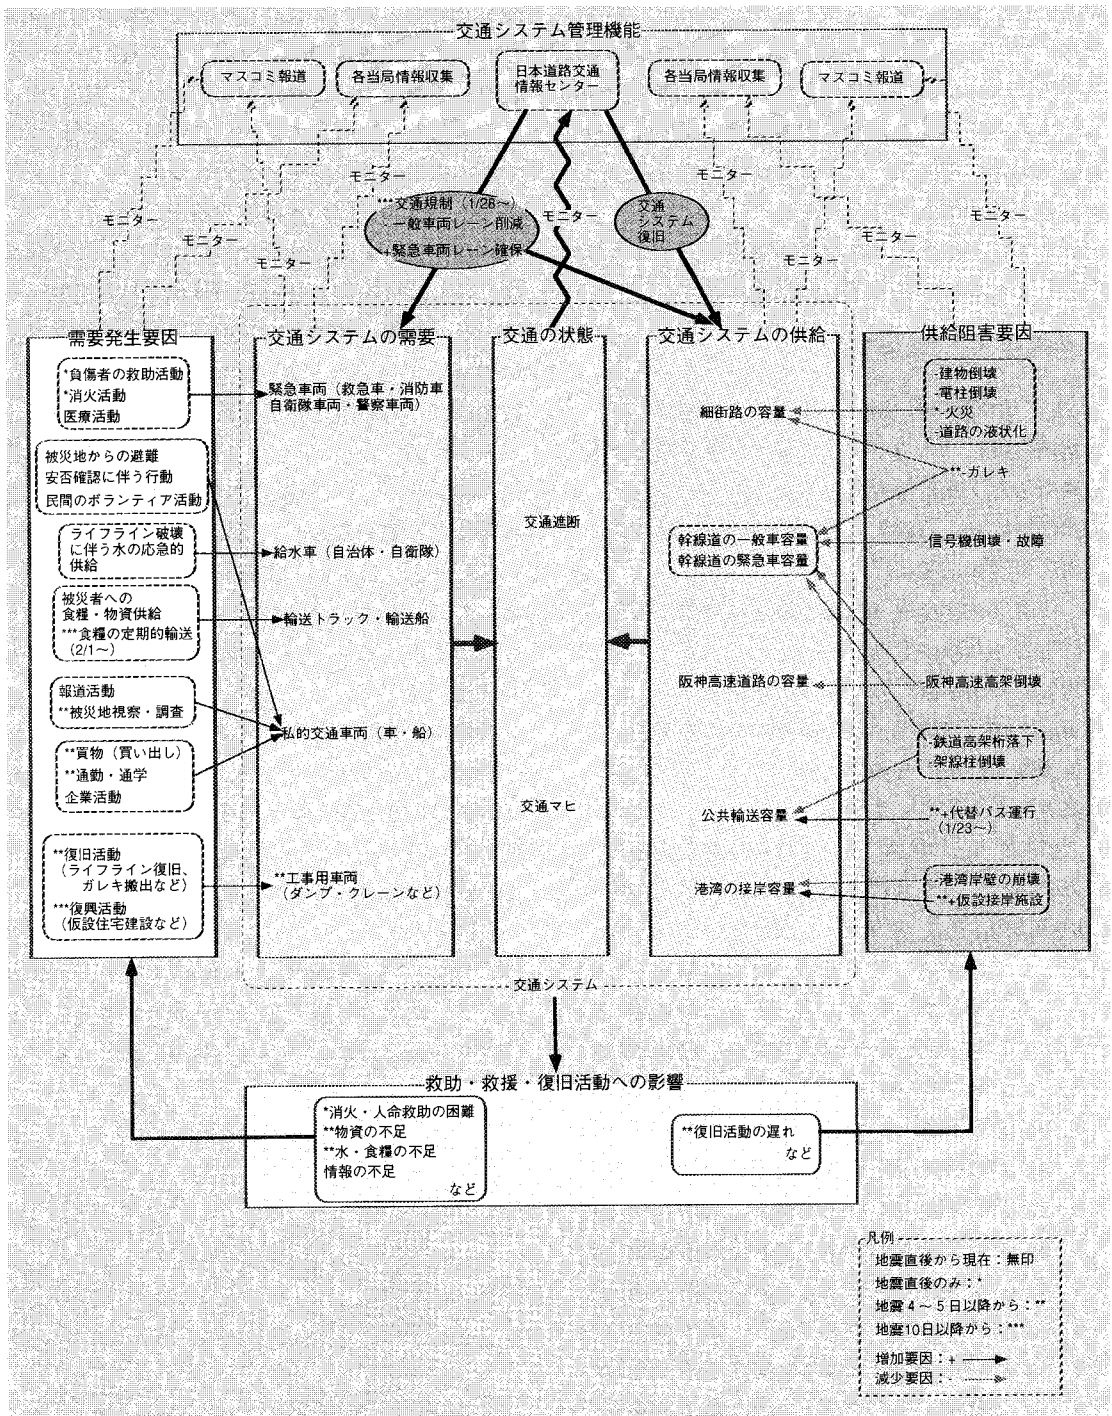 交通システム管理機能
マスコミ報道
各当局情報収集
日本道路交通
情報センター
各当局情報収集
マスコミ報道
モニター
モニター
モニター
モニター
***交通規制（1/26～）
- 一般車両レーン削減
+緊急車両レーン確保
モニター
交通
システム
復旧
モニター
モニター
モニター
モニター
需要発生要因
*負傷者の救助活動
*消火活動
医療活動
被災地からの避難
安否確認に伴う行動
民間のボランティア活動
ライフライン破壊
に伴う水の応急的
供給
被災者への
食糧・物資供給
***食糧の定期的輸送
（2/1～）
報道活動
**被災地視察・調査
**買物（買い出し）
**通勤・通学
企業活動
**復旧活動
（ライフライン復旧、
ガレキ搬出など）
***復興活動
（仮設住宅建設など）
交通システムの需要
緊急車両（救急車・消防車
自衛隊車両・警察車両）
給水車（自治体・自衛隊）
輸送トラック・輸送船
私的交通車両（車・船）
**工事用車両
（ダンプ・クレーンなど）
交通の状態
交通遮断
交通マヒ
交通システムの供給
細街路の容量
幹線道の一般車容量
幹線道の緊急車容量
阪神高速道路の容量
公共輸送容量
港湾の接岸容量
供給阻害要因
-建物倒壊
-電柱倒壊
*-火災
-道路の液状化
**-ガレキ
信号機倒壊・故障
-阪神高速高架倒壊
-鉄道高架桁落下
-架線柱倒壊
**+代替バス運行
（1/23～）
-港湾岸壁の崩壊
**+仮設接岸施設
交通システム
救助・救援・復旧活動への影響
*消火・人命救助の困難
**物資の不足
**水・食糧の不足
情報の不足
など
**復旧活動の遅れ
など
凡例
地震直後から現在：無印
地震直後のみ：*
地震４～５日以降から：**
地震10日以降から：***
増加要因：+
減少要因：-